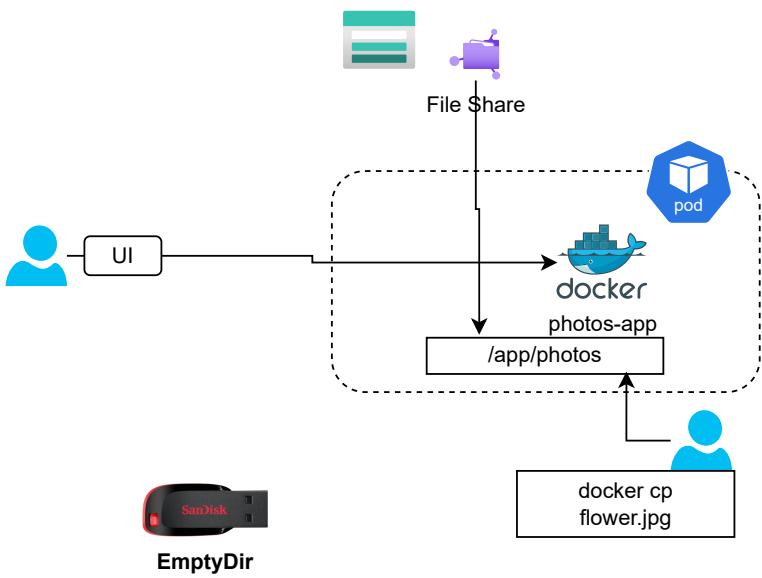 File Share
pod
UI
docker
photos-app
/app/photos
docker cp
flower.jpg
SanDisk
EmptyDir